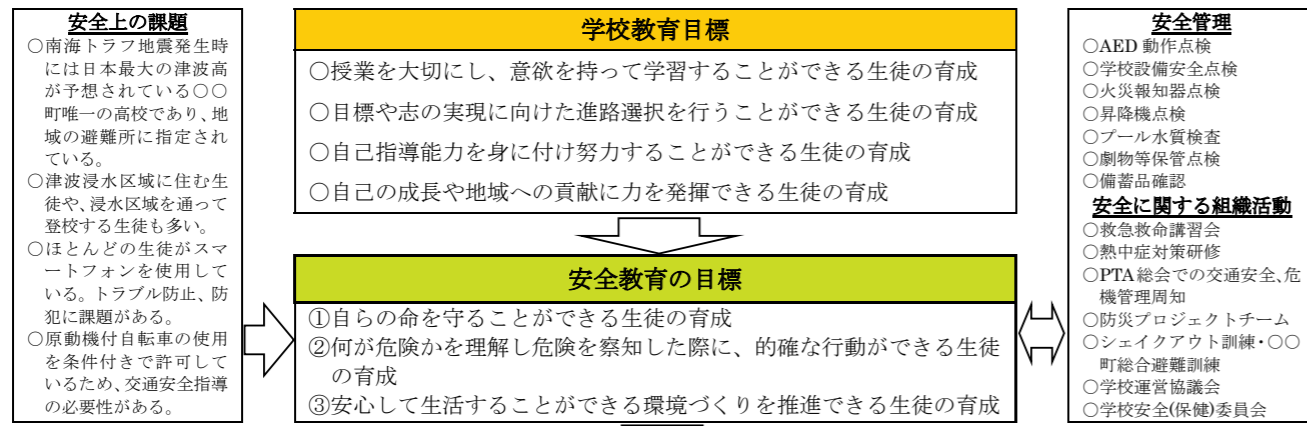 安全上の課題
○南海トラフ地震発生時
には日本最大の津波高
が予想されている○○
町唯一の高校であり、地
域の避難所に指定され
ている。
○津波浸水区域に住む生
徒や、浸水区域を通って
登校する生徒も多い。
○ほとんどの生徒がスマ
ートフォンを使用して
いる。トラブル防止、防
犯に課題がある。
○原動機付自転車の使用
を条件付きで許可して
いるため、交通安全指導
の必要性がある。
学校教育目標
○授業を大切にし、意欲を持って学習することができる生徒の育成
○目標や志の実現に向けた進路選択を行うことができる生徒の育成
○自己指導能力を身に付け努力することができる生徒の育成
○自己の成長や地域への貢献に力を発揮できる生徒の育成
安全教育の目標
①自らの命を守ることができる生徒の育成
②何が危険かを理解し危険を察知した際に、的確な行動ができる生徒
の育成
③安心して生活することができる環境づくりを推進できる生徒の育成
安全管理
○AED 動作点検
○学校設備安全点検
○火災報知器点検
○昇降機点検
○プール水質検査
○劇物等保管点検
○備蓄品確認
安全に関する組織活動
○救急救命講習会
○熱中症対策研修
○PTA 総会での交通安全、危
機管理周知
○防災プロジェクトチーム
○シェイクアウト訓練・○○
町総合避難訓練
○学校運営協議会
○学校安全(保健)委員会